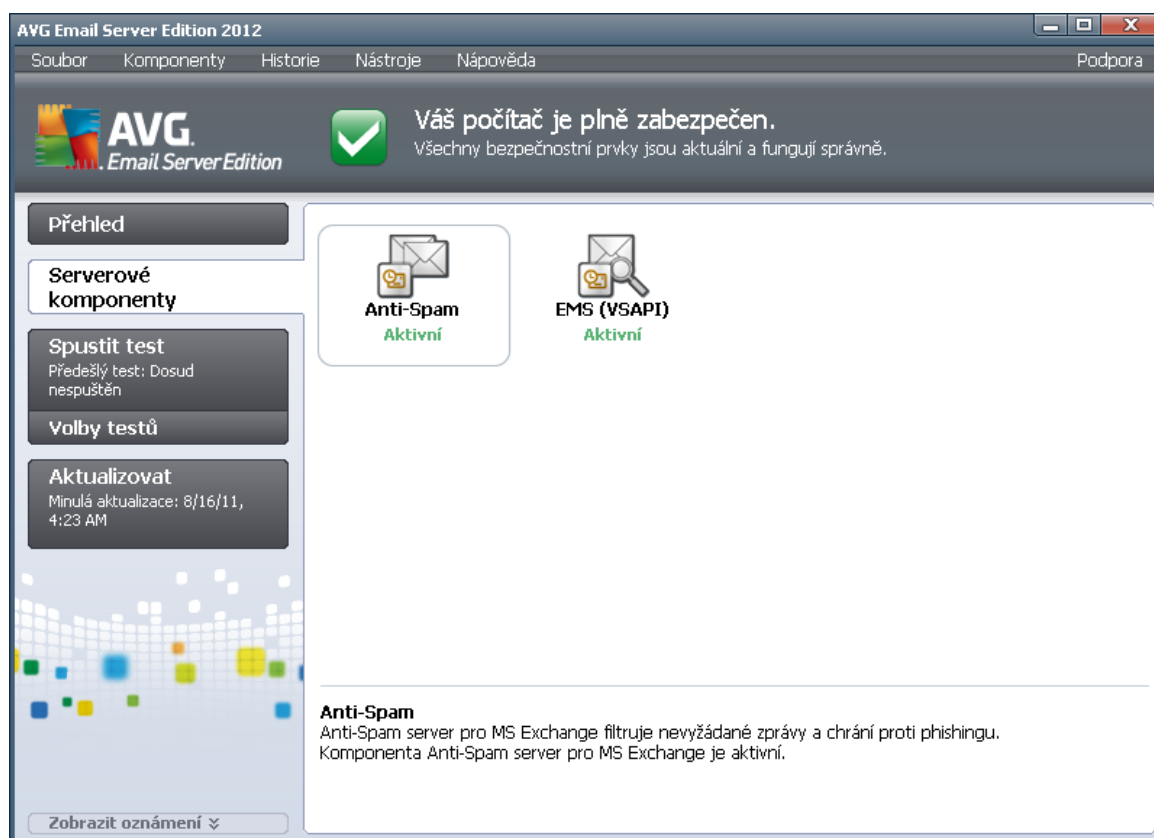 AVG Email Server Edition 2012
Soubor Komponenty Historie Nástroje Nápověda Podpora
AVG.
Email Server Edition
Váš počítač je plně zabezpečen.
Všechny bezpečnostní prvky jsou aktuální a fungují správně.
Přehled
Serverové
komponenty
Spustit test
Předešlý test: Dosud
nespuštěn
Volby testů
Aktualizovat
Minulá aktualizace: 8/16/11,
4:23 AM
Zobrazit oznámení
Anti-Spam
Aktivní
EMS (VSAPI)
Aktivní
Anti-Spam
Anti-Spam server pro MS Exchange filtruje nevyžádané zprávy a chrání proti phishingu.
Komponenta Anti-Spam server pro MS Exchange je aktivní.